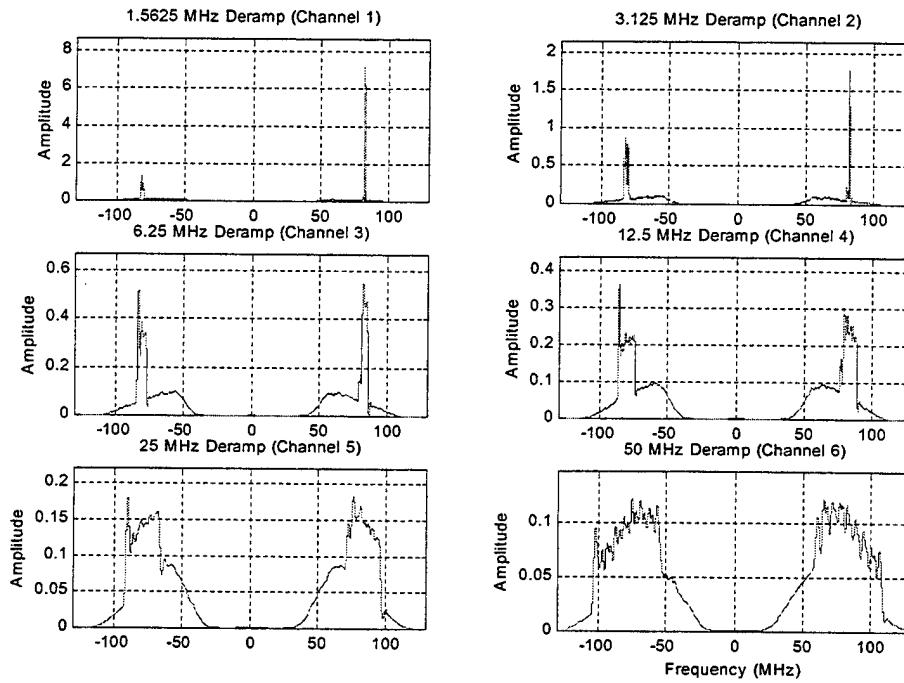 1.5625 MHz Deramp (Channel 1)
8
6
4
2
0
Amplitude
-100 -50 0 50 100
3.125 MHz Deramp (Channel 2)
2
1.5
1
0.5
0
Amplitude
-100 -50 0 50 100
6.25 MHz Deramp (Channel 3)
0.6
0.4
0.2
0
Amplitude
-100 -50 0 50 100
12.5 MHz Deramp (Channel 4)
0.4
0.3
0.2
0.1
0
Amplitude
-100 -50 0 50 100
25 MHz Deramp (Channel 5)
0.2
0.15
0.1
0.05
0
Amplitude
-100 -50 0 50 100
50 MHz Deramp (Channel 6)
0.1
0.05
0
Amplitude
-100 -50 0 50 100
Frequency (MHz)